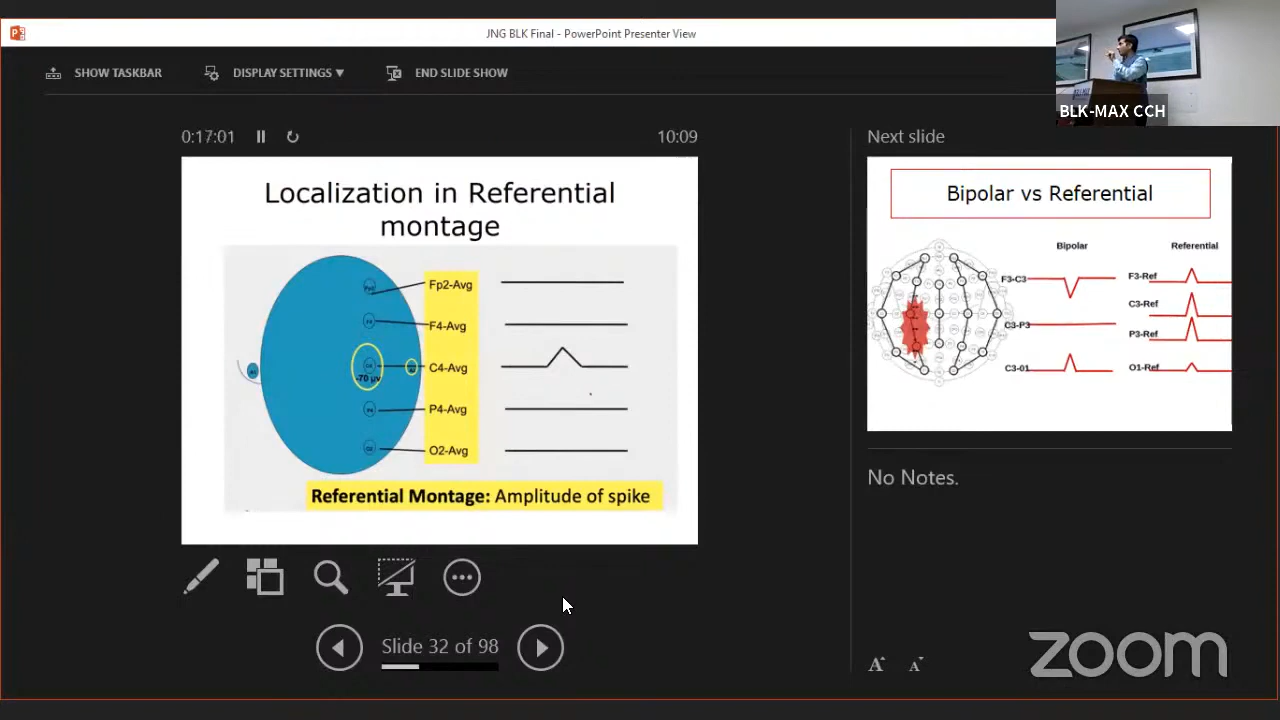 JNG BLK Final - PowerPoint Presenter View
SHOW TASKBAR
DISPLAY SETTINGS ▼
END SLIDE SHOW
BLK-MAX CCH
0:17:01
10:09
Next slide
Localization in Referential
montage
Fp2-Avg
F4-Avg
C4-Avg
-70 μv
P4-Avg
O2-Avg
Referential Montage: Amplitude of spike
Bipolar vs Referential
Bipolar
Referential
F3-C3
C3-P3
C3-01
F3-Ref
C3-Ref
P3-Ref
O1-Ref
No Notes.
Slide 32 of 98
A A
zoom